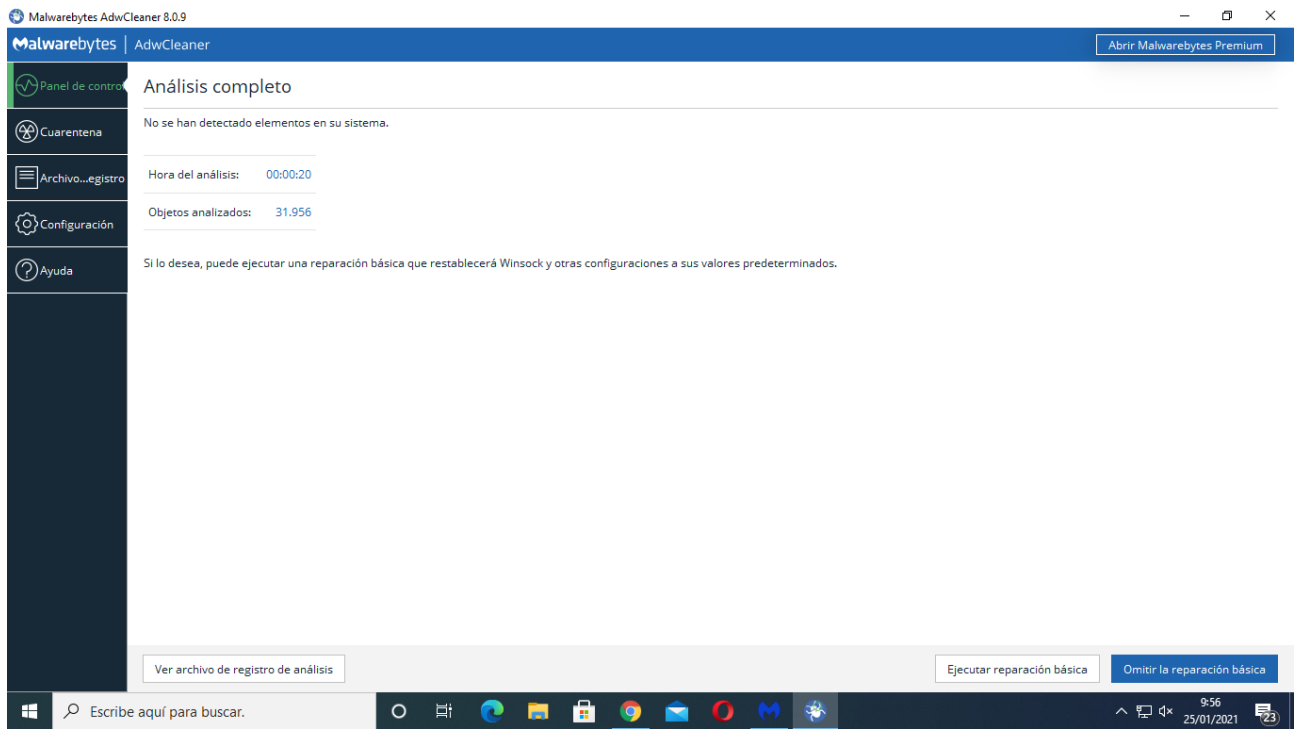 Malwarebytes AdwCleaner 8.0.9
Malwarebytes | AdwCleaner
Abrir Malwarebytes Premium
Panel de contro
Cuarentena
Archivo...egistro
Configuración
Ayuda
Análisis completo
No se han detectado elementos en su sistema.
Hora del análisis: 00:00:20
Objetos analizados: 31.956
Si lo desea, puede ejecutar una reparación básica que restablecerá Winsock y otras configuraciones a sus valores predeterminados.
Ver archivo de registro de análisis
Ejecutar reparación básica
Omitir la reparación básica
Escribe aquí para buscar.
9:56
25/01/2021
23